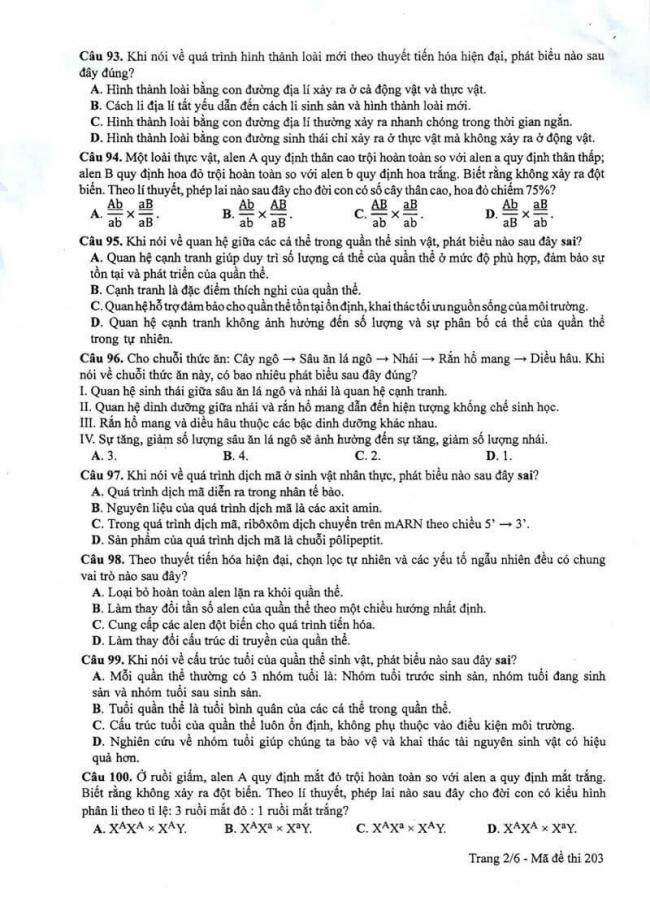 Câu 93. Khi nói về quá trình hình thành loài mới theo thuyết tiến hóa hiện đại, phát biểu nào sau
đây đúng?
A. Hình thành loài bằng con đường địa lí xảy ra ở cả động vật và thực vật.
B. Cách li địa lí tất yếu dẫn đến cách li sinh sản và hình thành loài mới.
C. Hình thành loài bằng con đường địa lí thường xảy ra nhanh chóng trong thời gian ngắn.
D. Hình thành loài bằng con đường sinh thái chỉ xảy ra ở thực vật mà không xảy ra ở động vật.
Câu 94. Một loài thực vật, alen A quy định thân cao trội hoàn toàn so với alen a quy định thân thấp;
alen B quy định hoa đỏ trội hoàn toàn so với alen b quy định hoa trắng. Biết rằng không xảy ra đột
biến. Theo lí thuyết, phép lai nào sau đây cho đời con có số cây thân cao, hoa đỏ chiếm 75%?
A. Ab/ab × aB/aB. B. Ab/ab × AB/aB. C. AB/ab × aB/ab. D. Ab/aB × aB/ab.
Câu 95. Khi nói về quan hệ giữa các cá thể trong quần thể sinh vật, phát biểu nào sau đây sai?
A. Quan hệ cạnh tranh giúp duy trì số lượng cá thể của quần thể ở mức độ phù hợp, đảm bảo sự
tồn tại và phát triển của quần thể.
B. Cạnh tranh là đặc điểm thích nghi của quần thể.
C. Quan hệ hỗ trợ đảm bảo cho quần thể tồn tại ổn định, khai thác tối ưu nguồn sống của môi trường.
D. Quan hệ cạnh tranh không ảnh hưởng đến số lượng và sự phân bố cá thể của quần thể
trong tự nhiên.
Câu 96. Cho chuỗi thức ăn: Cây ngô → Sâu ăn lá ngô → Nhái → Rắn hổ mang → Diều hâu. Khi
nói về chuỗi thức ăn này, có bao nhiêu phát biểu sau đây đúng?
I. Quan hệ sinh thái giữa sâu ăn lá ngô và nhái là quan hệ cạnh tranh.
II. Quan hệ dinh dưỡng giữa nhái và rắn hổ mang dẫn đến hiện tượng khống chế sinh học.
III. Rắn hổ mang và diều hâu thuộc các bậc dinh dưỡng khác nhau.
IV. Sự tăng, giảm số lượng sâu ăn lá ngô sẽ ảnh hưởng đến sự tăng, giảm số lượng nhái.
A. 3. B. 4. C. 2. D. 1.
Câu 97. Khi nói về quá trình dịch mã ở sinh vật nhân thực, phát biểu nào sau đây sai?
A. Quá trình dịch mã diễn ra trong nhân tế bào.
B. Nguyên liệu của quá trình dịch mã là các axit amin.
C. Trong quá trình dịch mã, ribôxôm dịch chuyển trên mARN theo chiều 5’ → 3’.
D. Sản phẩm của quá trình dịch mã là chuỗi pôlipeptit.
Câu 98. Theo thuyết tiến hóa hiện đại, chọn lọc tự nhiên và các yếu tố ngẫu nhiên đều có chung
vai trò nào sau đây?
A. Loại bỏ hoàn toàn alen lặn ra khỏi quần thể.
B. Làm thay đổi tần số alen của quần thể theo một chiều hướng nhất định.
C. Cung cấp các alen đột biến cho quá trình tiến hóa.
D. Làm thay đổi cấu trúc di truyền của quần thể.
Câu 99. Khi nói về cấu trúc tuổi của quần thể sinh vật, phát biểu nào sau đây sai?
A. Mỗi quần thể thường có 3 nhóm tuổi là: Nhóm tuổi trước sinh sản, nhóm tuổi đang sinh
sản và nhóm tuổi sau sinh sản.
B. Tuổi quần thể là tuổi bình quân của các cá thể trong quần thể.
C. Cấu trúc tuổi của quần thể luôn ổn định, không phụ thuộc vào điều kiện môi trường.
D. Nghiên cứu về nhóm tuổi giúp chúng ta bảo vệ và khai thác tài nguyên sinh vật có hiệu
quả hơn.
Câu 100. Ở ruồi giấm, alen A quy định mắt đỏ trội hoàn toàn so với alen a quy định mắt trắng.
Biết rằng không xảy ra đột biến. Theo lí thuyết, phép lai nào sau đây cho đời con có kiểu hình
phân li theo tỉ lệ: 3 ruồi mắt đỏ : 1 ruồi mắt trắng?
A. XᴬXᴬ × XᴬY. B. XᴬXᵃ × XᵃY. C. XᴬXᵃ × XᴬY. D. XᴬXᴬ × XᵃY.
Trang 2/6 - Mã đề thi 203